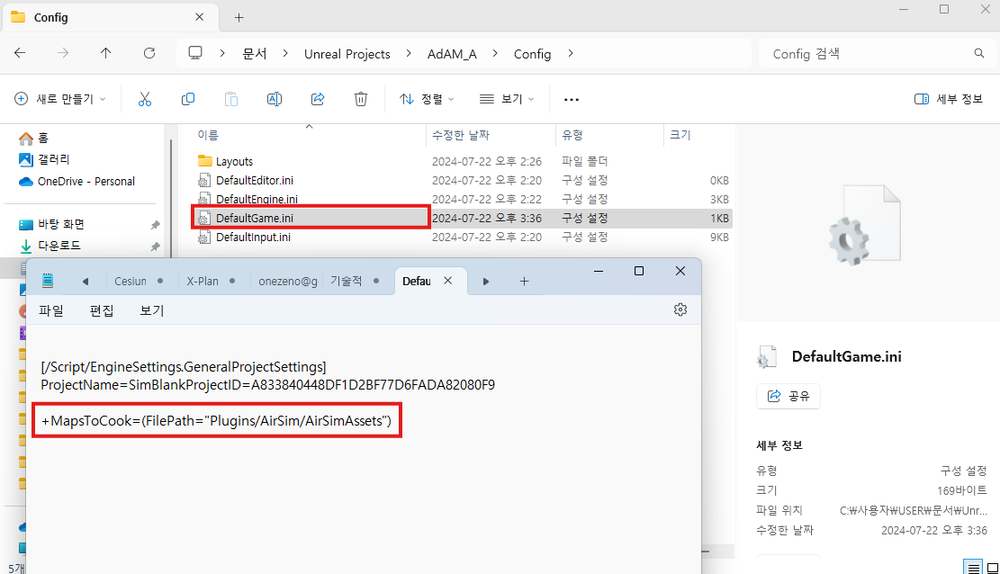 Config
문서 > Unreal Projects > AdAM_A > Config >
Config 검색
새로 만들기
정렬
보기
세부 정보
홈
갤러리
OneDrive - Personal
바탕 화면
다운로드
이름 수정한 날짜 유형 크기
Layouts 2024-07-22 오후 2:26 파일 폴더
DefaultEditor.ini 2024-07-22 오후 2:20 구성 설정 0KB
DefaultEngine.ini 2024-07-22 오후 2:22 구성 설정 3KB
DefaultGame.ini 2024-07-22 오후 3:36 구성 설정 1KB
DefaultInput.ini 2024-07-22 오후 2:20 구성 설정 9KB
Cesiun
X-Plan
onezeno@g
기술적
Defau
파일 편집 보기
[/Script/EngineSettings.GeneralProjectSettings]
ProjectName=SimBlankProjectID=A833840448DF1D2BF77D6FADA82080F9
+MapsToCook=(FilePath="Plugins/AirSim/AirSimAssets")
DefaultGame.ini
공유
세부 정보
유형 구성 설정
크기 169바이트
파일 위치 C:₩사용자₩USER₩문서₩Unr...
수정한 날짜 2024-07-22 오후 3:36
5개